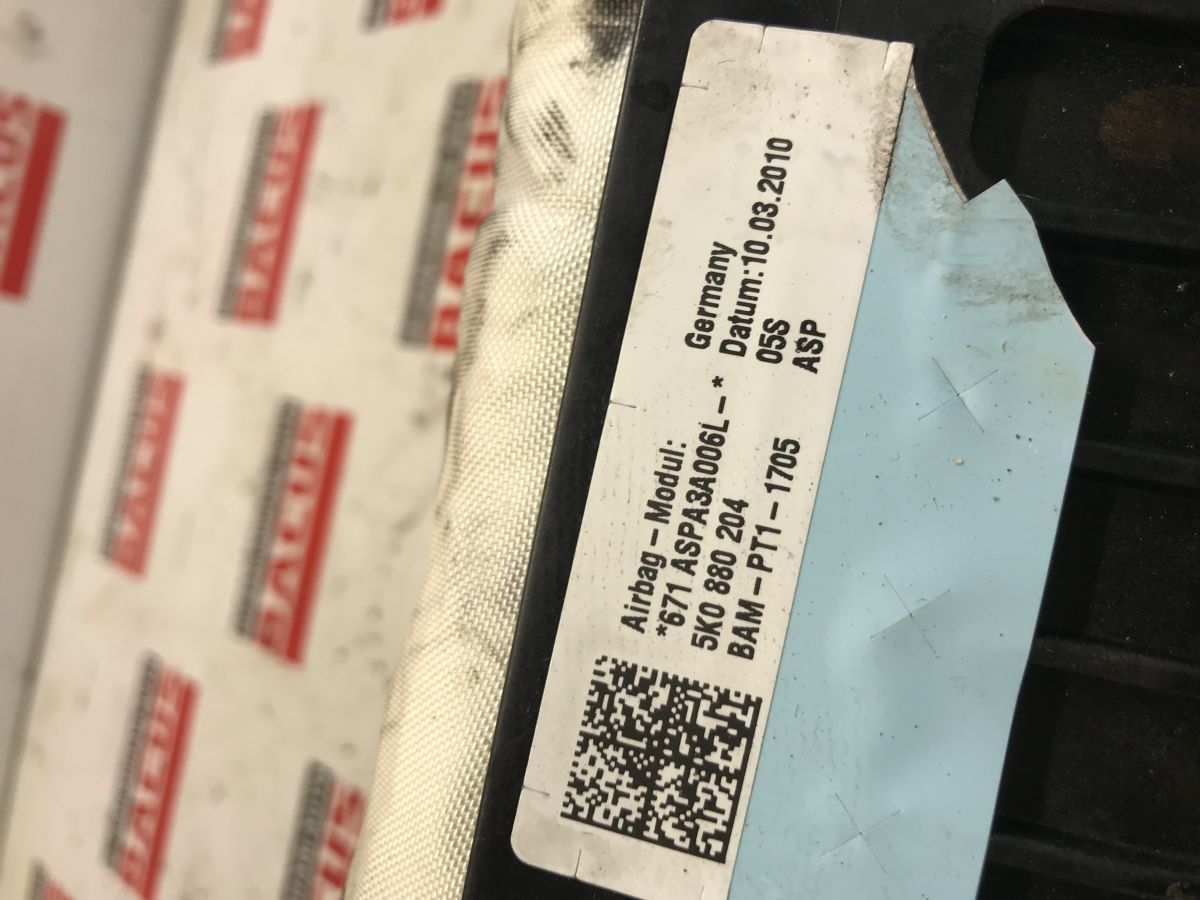 Airbag-Modul:
*671 ASPA3A006L-*
5K0 880 204
BAM-PT1-1705
Germany
Datum:10.03.2010
05S
ASP